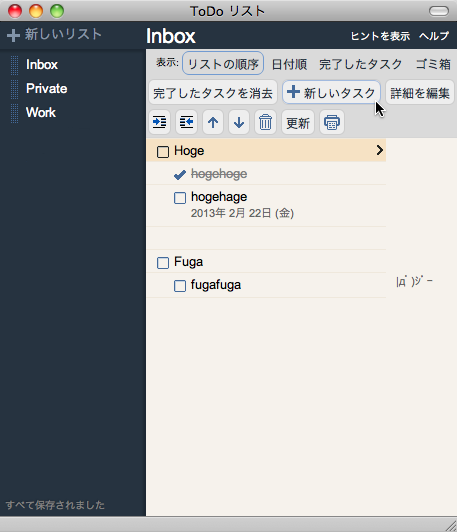 ToDo リスト
新しいリスト
Inbox
Private
Work
すべて保存されました
Inbox
ヒントを表示 ヘルプ
表示: リストの順序 日付順 完了したタスク ゴミ箱
完了したタスクを消去 新しいタスク 詳細を編集
更新
Hoge
hogehoge
hogehage
2013年 2月 22日 (金)
Fuga
fugafuga
|дﾟ)ジー